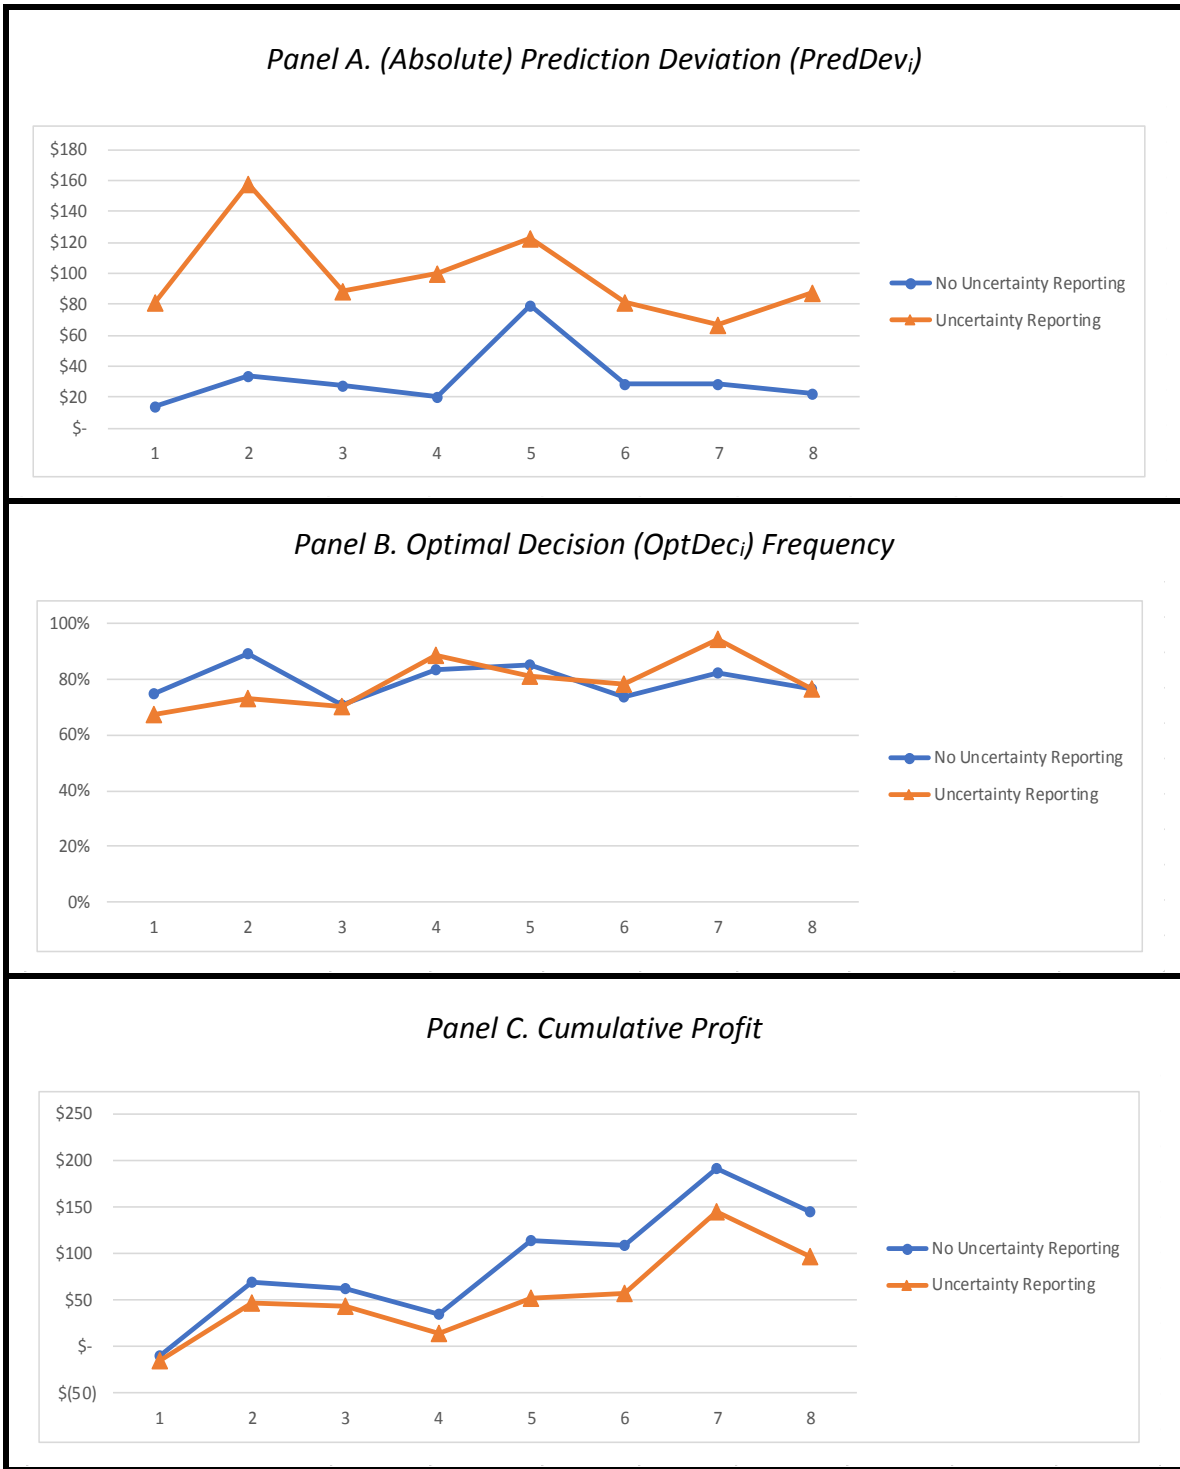 Panel A. (Absolute) Prediction Deviation (PredDevᵢ)
$180
$160
$140
$120
$100
$80
$60
$40
$20
$-
1 2 3 4 5 6 7 8
No Uncertainty Reporting
Uncertainty Reporting
Panel B. Optimal Decision (OptDecᵢ) Frequency
100%
80%
60%
40%
20%
0%
1 2 3 4 5 6 7 8
No Uncertainty Reporting
Uncertainty Reporting
Panel C. Cumulative Profit
$250
$200
$150
$100
$50
$-
$(50)
1 2 3 4 5 6 7 8
No Uncertainty Reporting
Uncertainty Reporting